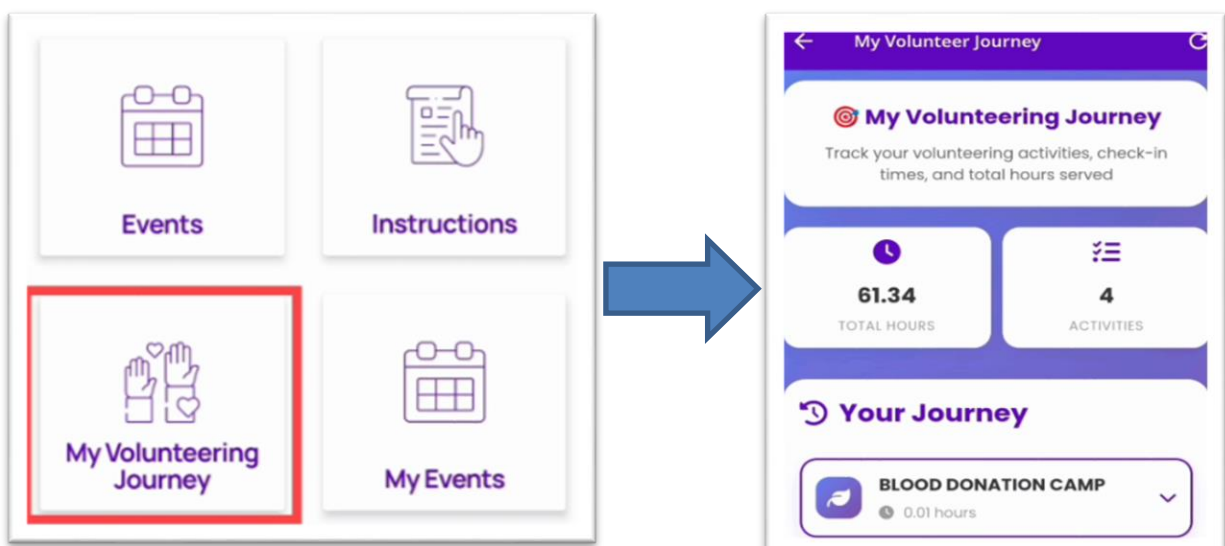 Events
Instructions
My Volunteering
Journey
My Events
My Volunteer Journey
My Volunteering Journey
Track your volunteering activities, check-in
times, and total hours served
61.34
TOTAL HOURS
4
ACTIVITIES
Your Journey
BLOOD DONATION CAMP
0.01 hours